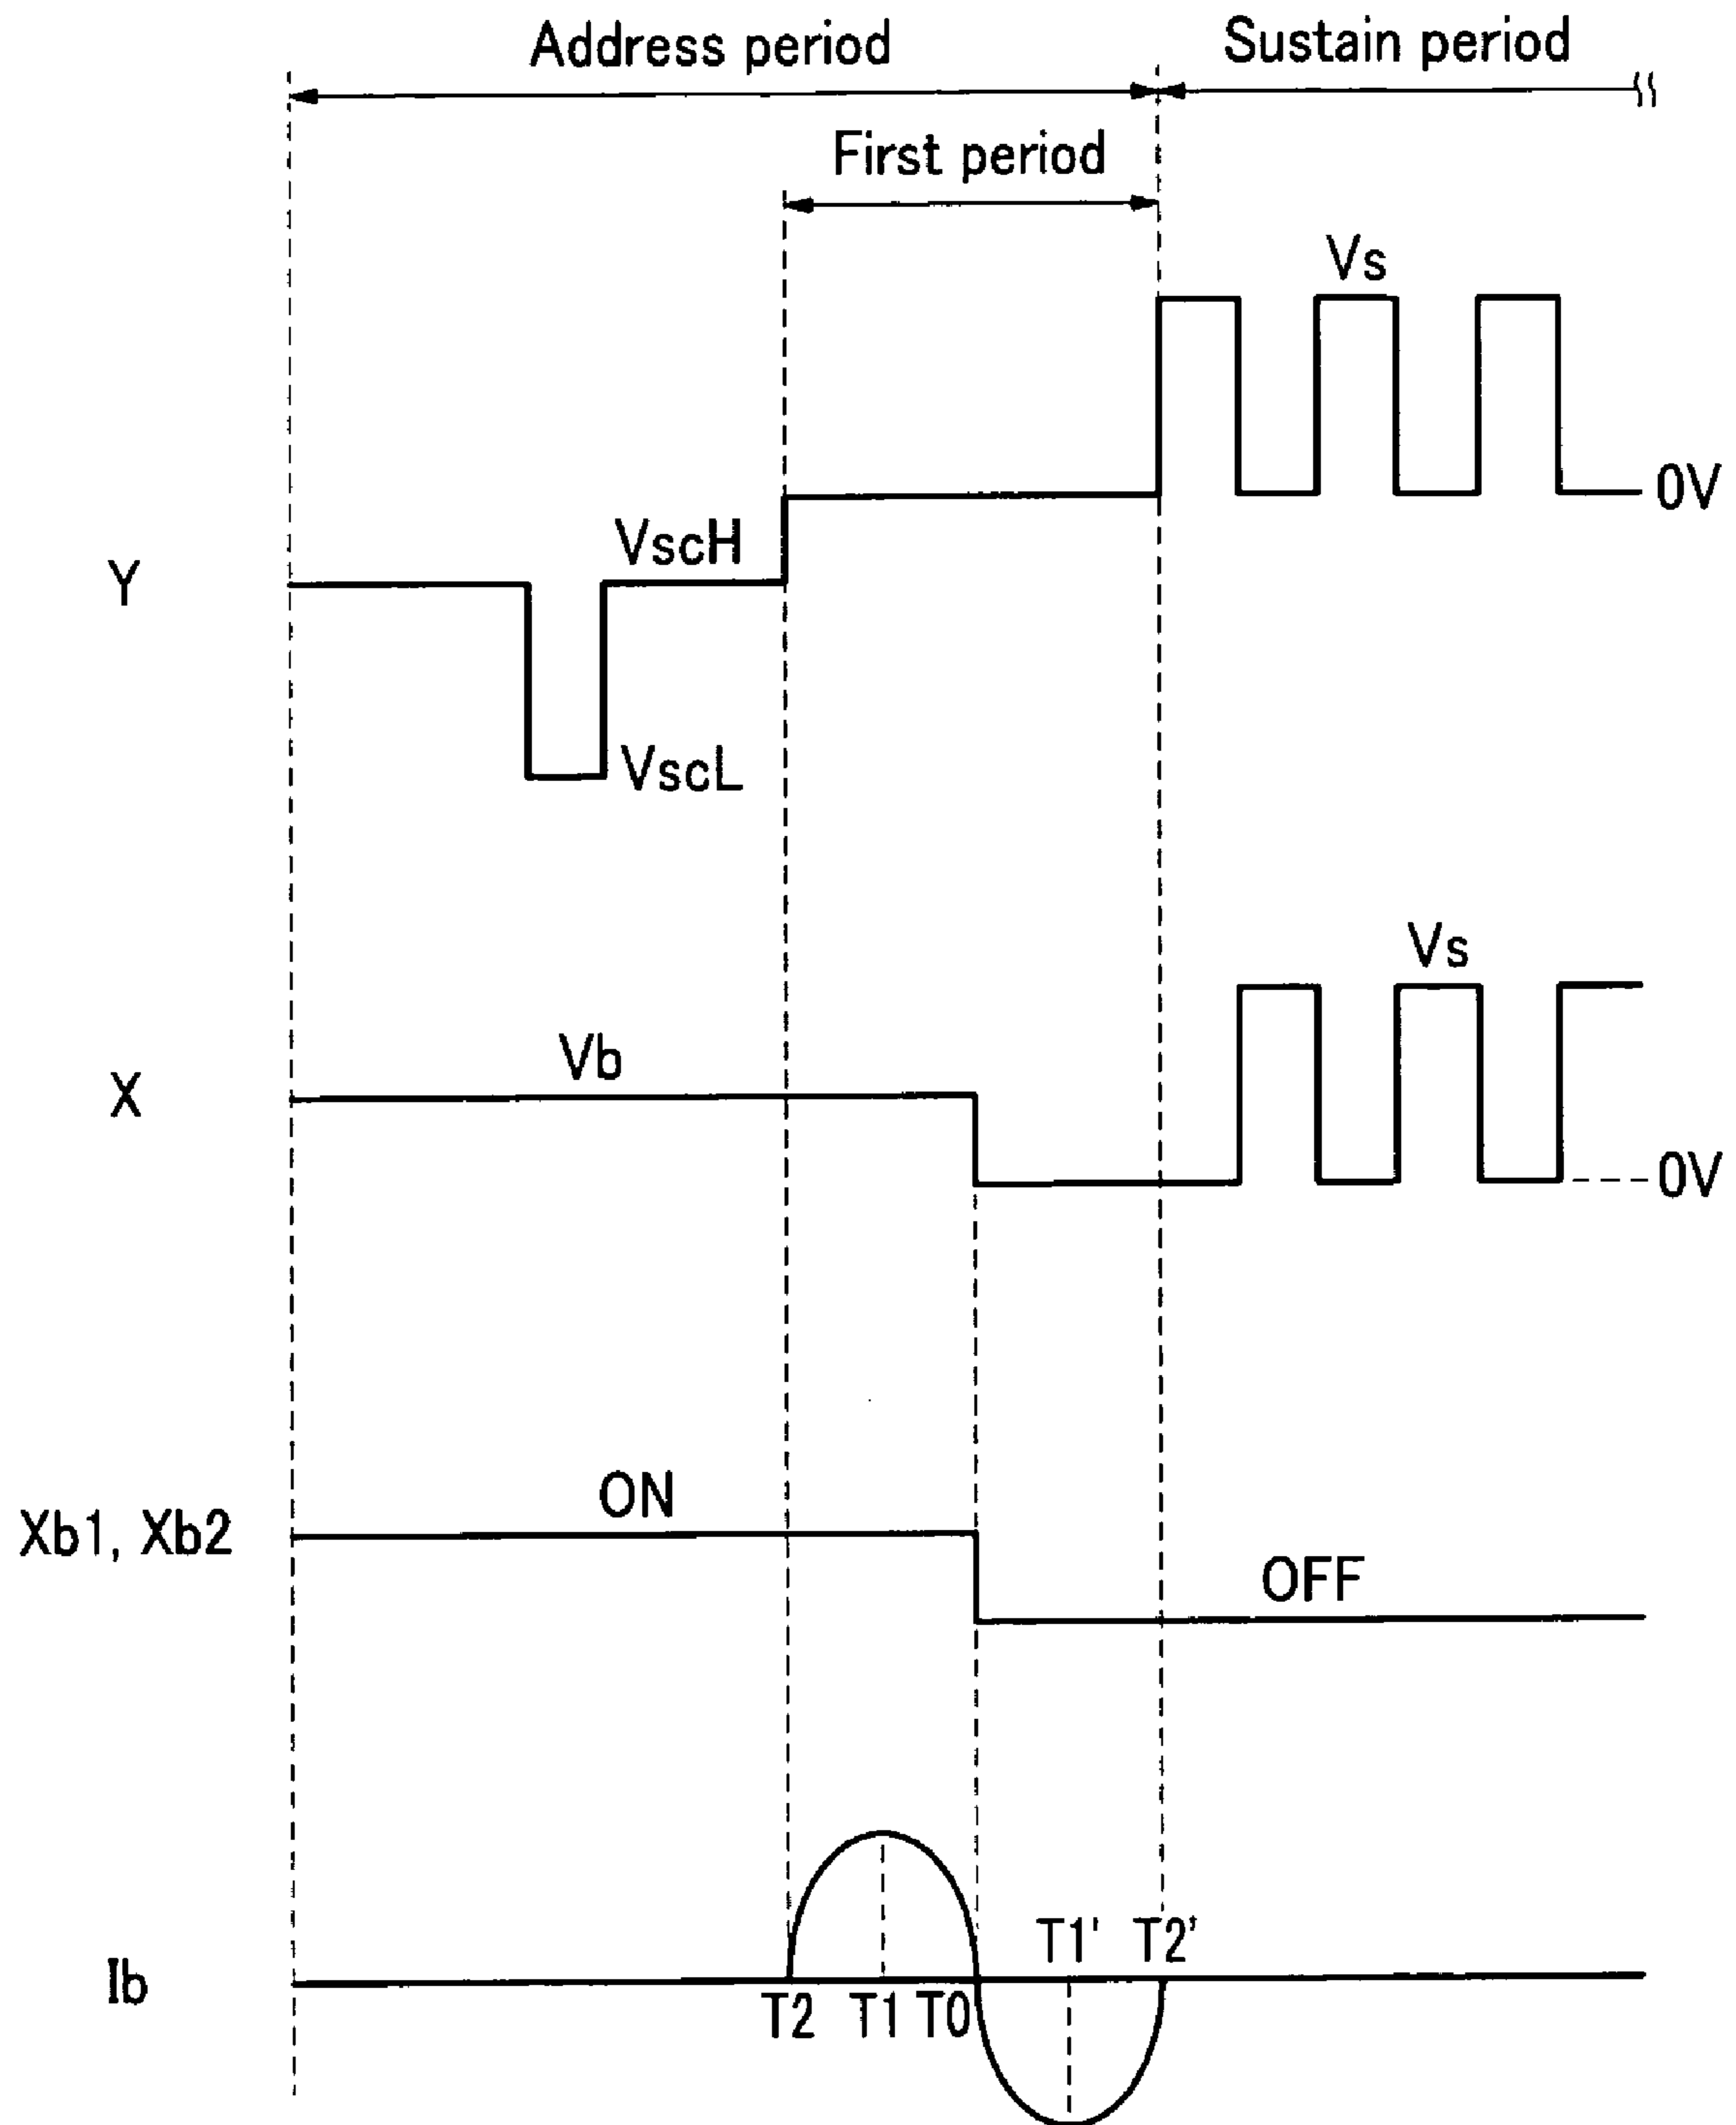 Address period
Sustain period
First period
Vs
0V
VscH
Y
VscL
Vs
Vb
X
0V
ON
Xb1, Xb2
OFF
T1' T2'
Ib
T2 T1 T0